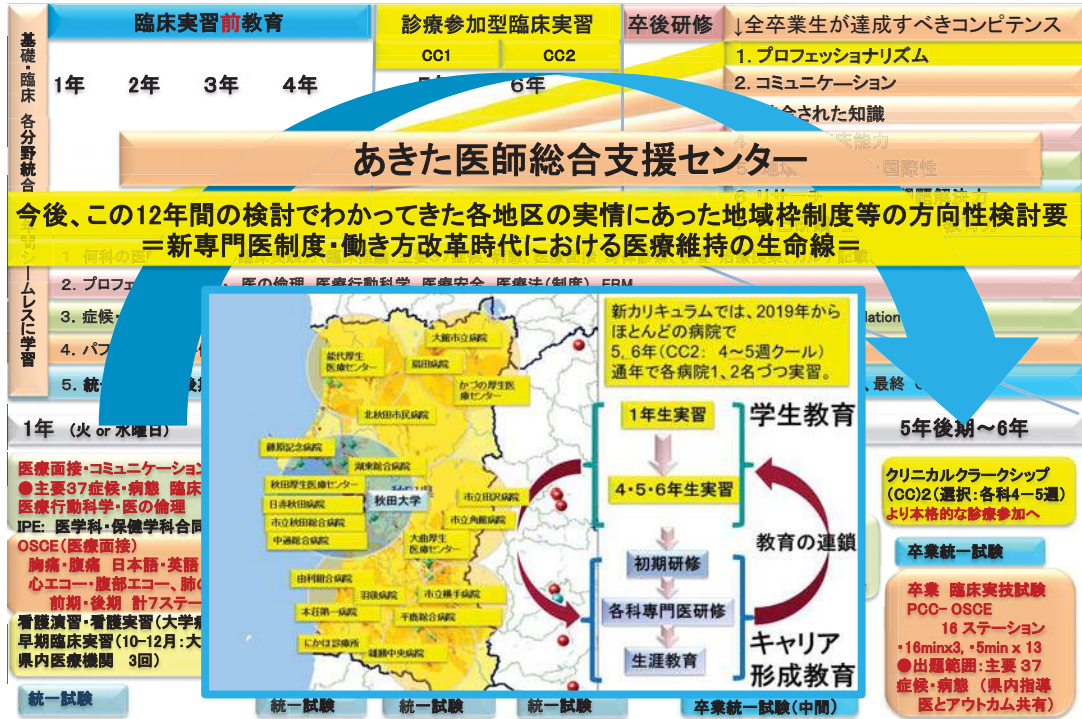 臨床実習前教育
診療参加型臨床実習
卒後研修
↓全卒業生が達成すべきコンピテンス
CC1
CC2
1. プロフェッショナリズム
1年
2年
3年
4年
6年
2. コミュニケーション
された知識
基礎・臨床 各分野統合
シームレスに学習
あきた医師総合支援センター
今後、この12年間の検討でわかってきた各地区の実情にあった地域枠制度等の方向性検討要
＝新専門医制度・働き方改革時代における医療維持の生命線＝
1 何科の医
2. プロフェ
医の倫理 医療行動科学 医療安全 医療法(制度) EBM
3. 症候・
lation
4. パフ
5. 統一
、最終
1年 (火 or 水曜日)
5年後期～6年
医療面接・コミュニケーション
●主要37症候・病態 臨床
医療行動科学・医の倫理
IPE: 医学科・保健学科合同
OSCE(医療面接)
胸痛・腹痛 日本語・英語
心エコー・腹部エコー、肺の
前期・後期 計7ステー
看護演習・看護実習(大学病
早期臨床実習(10-12月:大
県内医療機関 3回)
統一試験
統一試験
統一試験
統一試験
卒業統一試験(中間)
大館市立病院
能代厚生
医療センター
扇田病院
かづの厚生医
療センター
北秋田市民病院
藤原記念病院
湖東総合病院
秋田厚生医療センター
秋田大学
日赤秋田病院
市立秋田総合病院
中通総合病院
市立田沢病院
市立角館病院
大曲厚生
医療センター
由利組合病院
羽後病院
市立横手病院
本荘第一病院
平鹿総合病院
にかほ診療所
雄勝中央病院
新カリキュラムでは、2019年から
ほとんどの病院で
5, 6年(CC2: 4～5週クール)
通年で各病院1、2名づつ実習。
1年生実習
学生教育
4・5・6年生実習
教育の連鎖
初期研修
各科専門医研修
生涯教育
キャリア
形成教育
クリニカルクラークシップ
(CC)2(選択:各科4ー5週)
より本格的な診療参加へ
卒業統一試験
卒業 臨床実技試験
PCC- OSCE
16 ステーション
・16minx3, ・5min x 13
●出題範囲:主要 37
症候・病態 (県内指導
医とアウトカム共有)